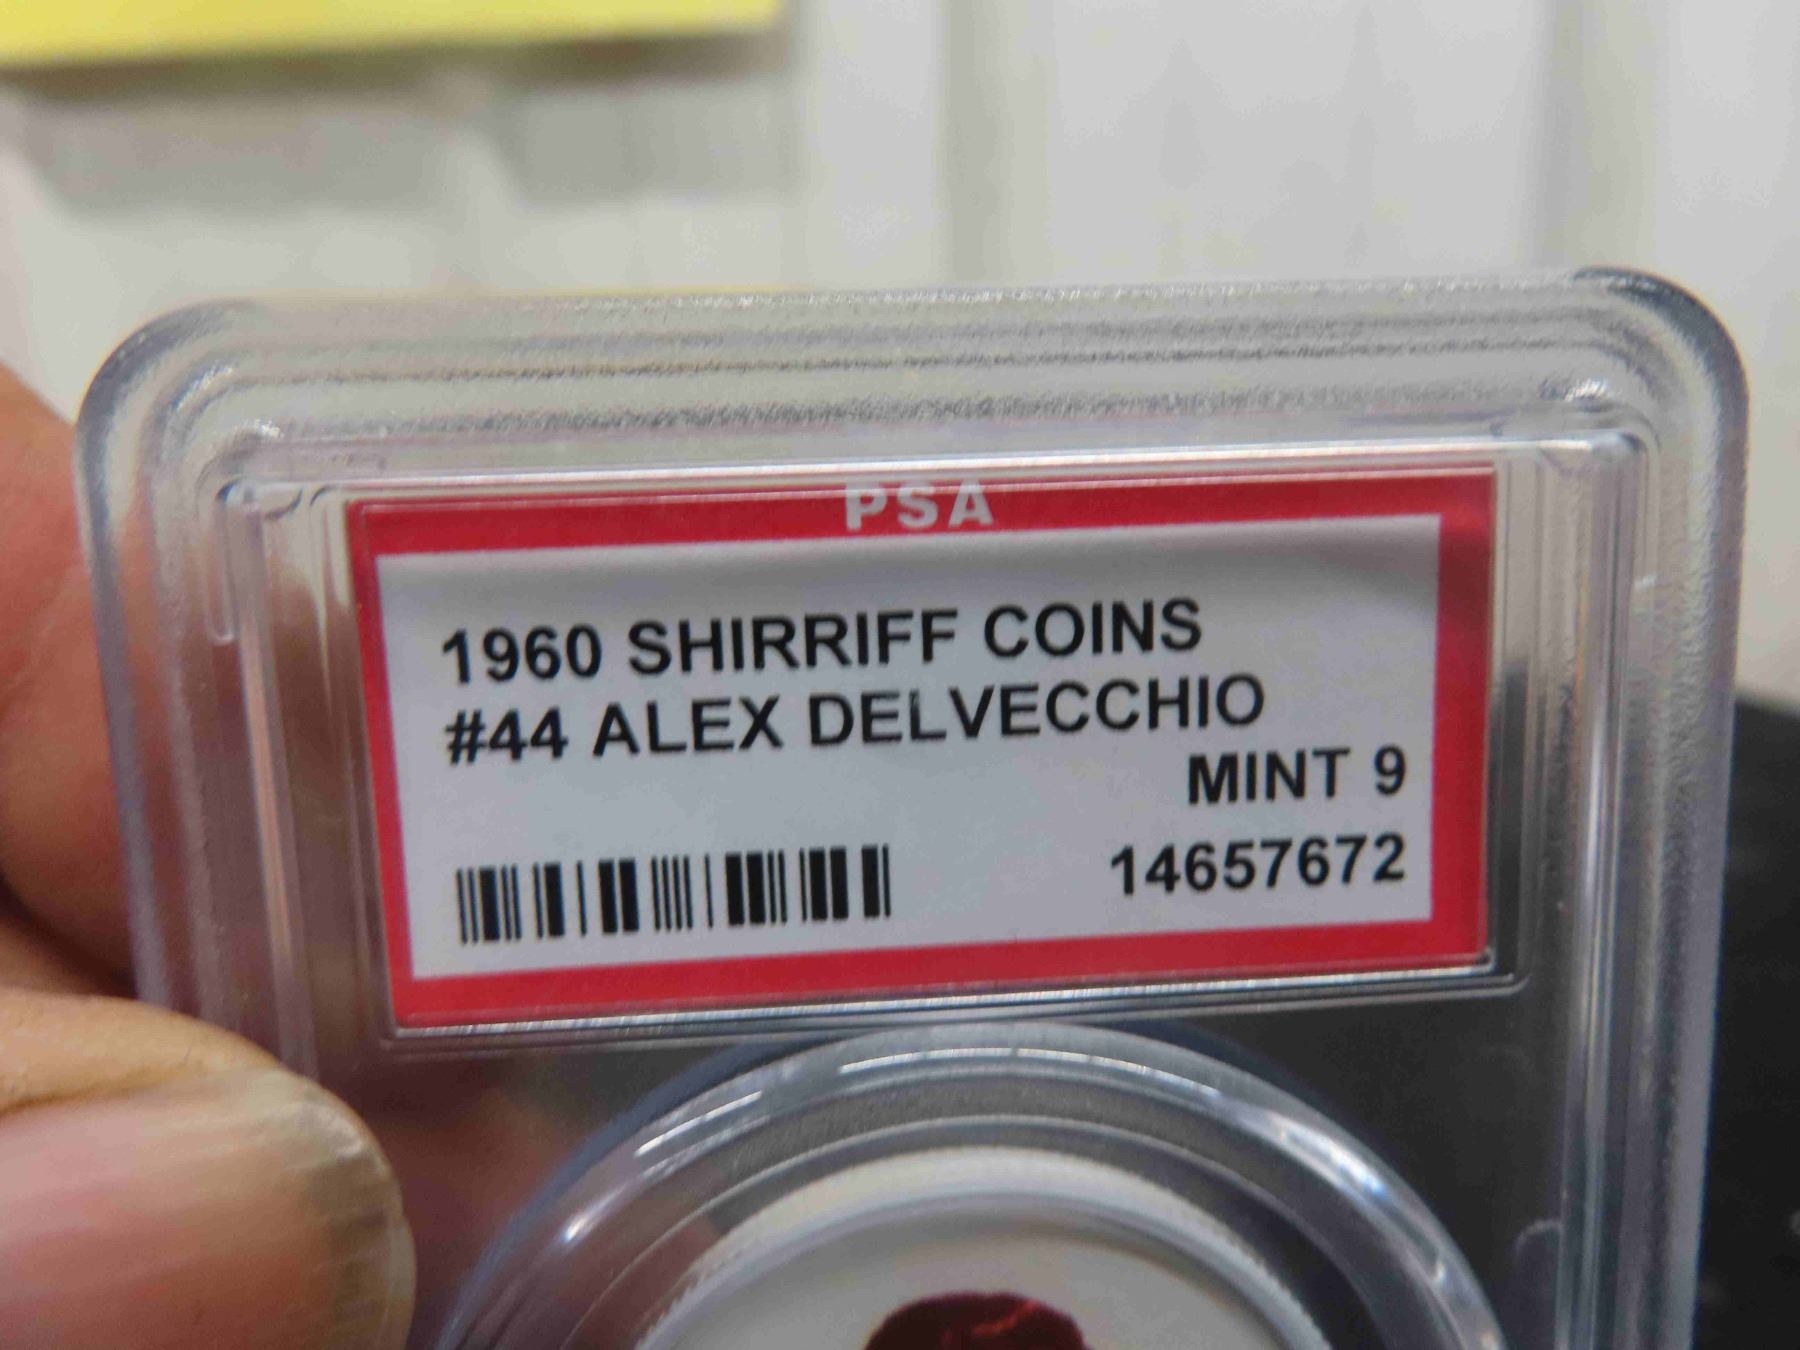 PSA
1960 SHIRRIFF COINS
#44 ALEX DELVECCHIO
MINT 9
14657672